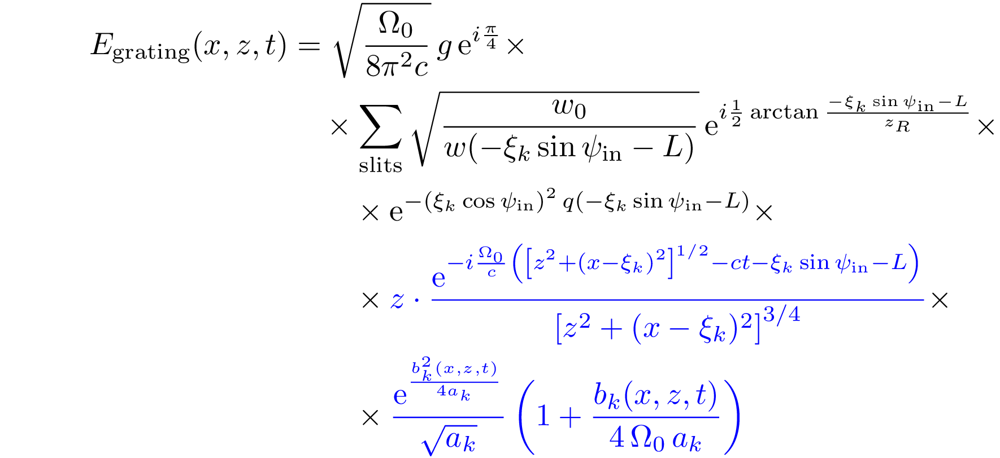 E_grating(x, z, t) = √(Ω₀/(8π²c)) g e^{iπ/4} ×
× ∑_slits √(w₀/(w(−ξ_k sin ψ_in − L))) e^{i(1/2) arctan((−ξ_k sin ψ_in − L)/z_R)} ×
× e^{−(ξ_k cos ψ_in)² q(−ξ_k sin ψ_in − L)} ×
× z · e^{−i(Ω₀/c)([z² + (x − ξ_k)²]^{1/2} − ct − ξ_k sin ψ_in − L)} / [z² + (x − ξ_k)²]^{3/4} ×
× e^{b_k²(x, z, t)/(4a_k)} / √(a_k) (1 + b_k(x, z, t)/(4 Ω₀ a_k))